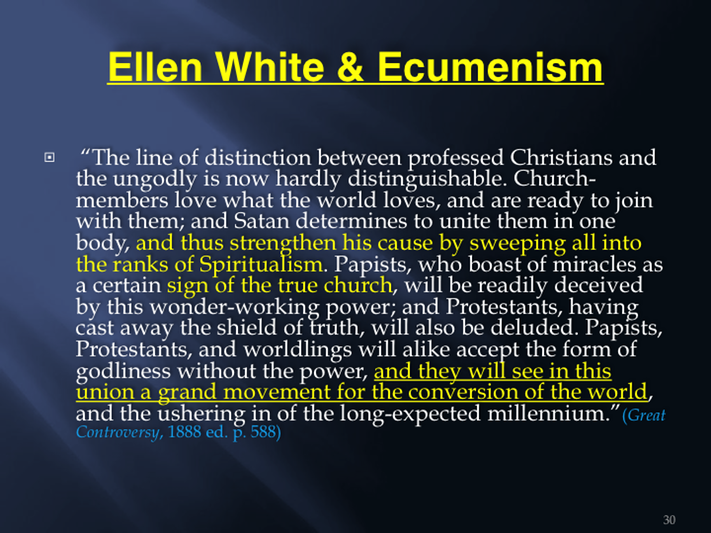 Ellen White & Ecumenism
“The line of distinction between professed Christians and
the ungodly is now hardly distinguishable. Church-
members love what the world loves, and are ready to join
with them; and Satan determines to unite them in one
body, and thus strengthen his cause by sweeping all into
the ranks of Spiritualism. Papists, who boast of miracles as
a certain sign of the true church, will be readily deceived
by this wonder-working power; and Protestants, having
cast away the shield of truth, will also be deluded. Papists,
Protestants, and worldlings will alike accept the form of
godliness without the power, and they will see in this
union a grand movement for the conversion of the world,
and the ushering in of the long-expected millennium.”(Great
Controversy, 1888 ed. p. 588)
30